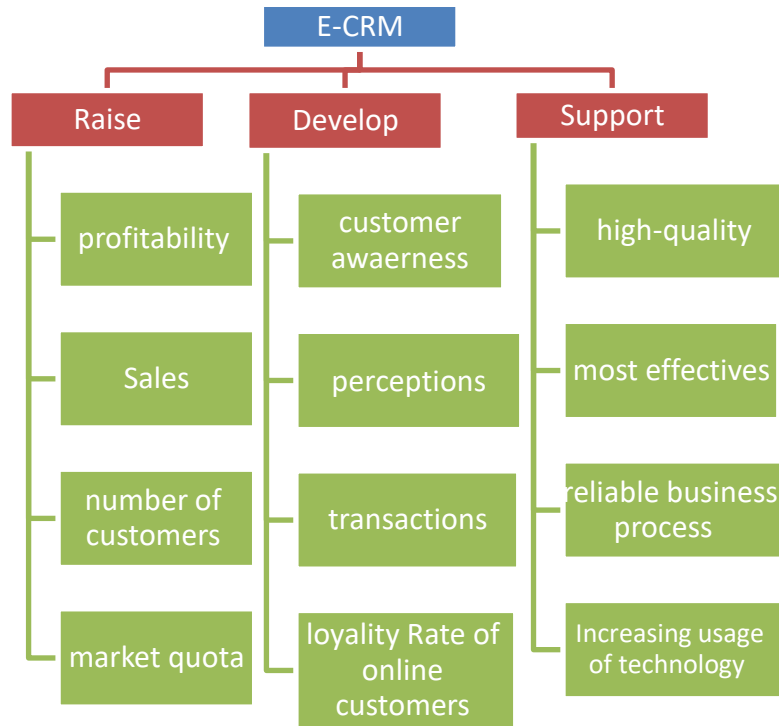 E-CRM
Raise
profitability
Sales
number of
customers
market quota
Develop
customer
awaerness
perceptions
transactions
loyality Rate of
online
customers
Support
high-quality
most effectives
reliable business
process
Increasing usage
of technology